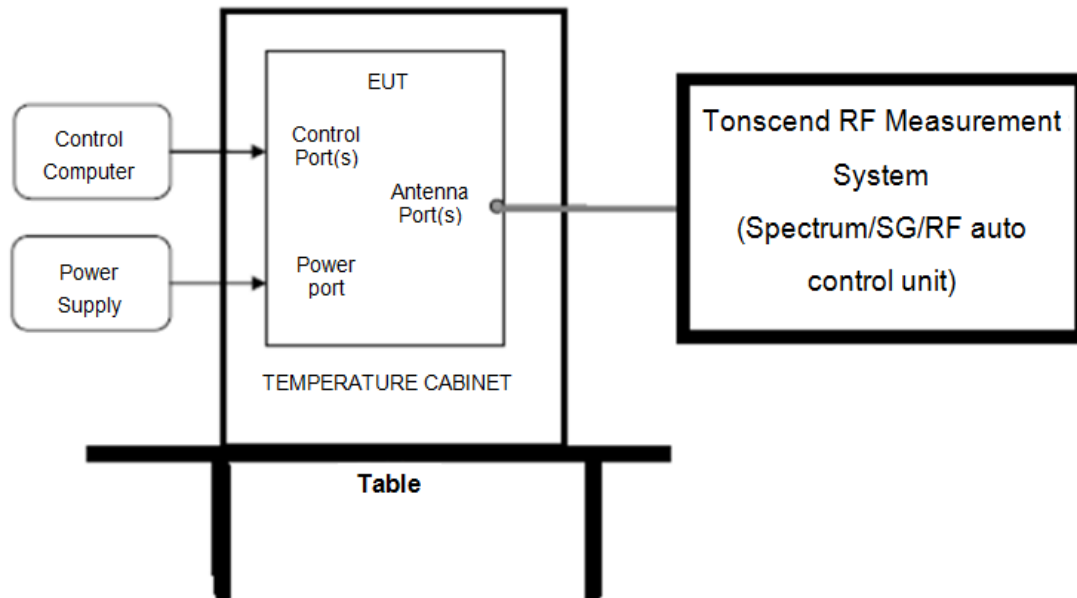 EUT
Control
Computer
Control
Port(s)
Antenna
Port(s)
Power
Supply
Power
port
TEMPERATURE CABINET
Table
Tonscend RF Measurement
System
(Spectrum/SG/RF auto
control unit)